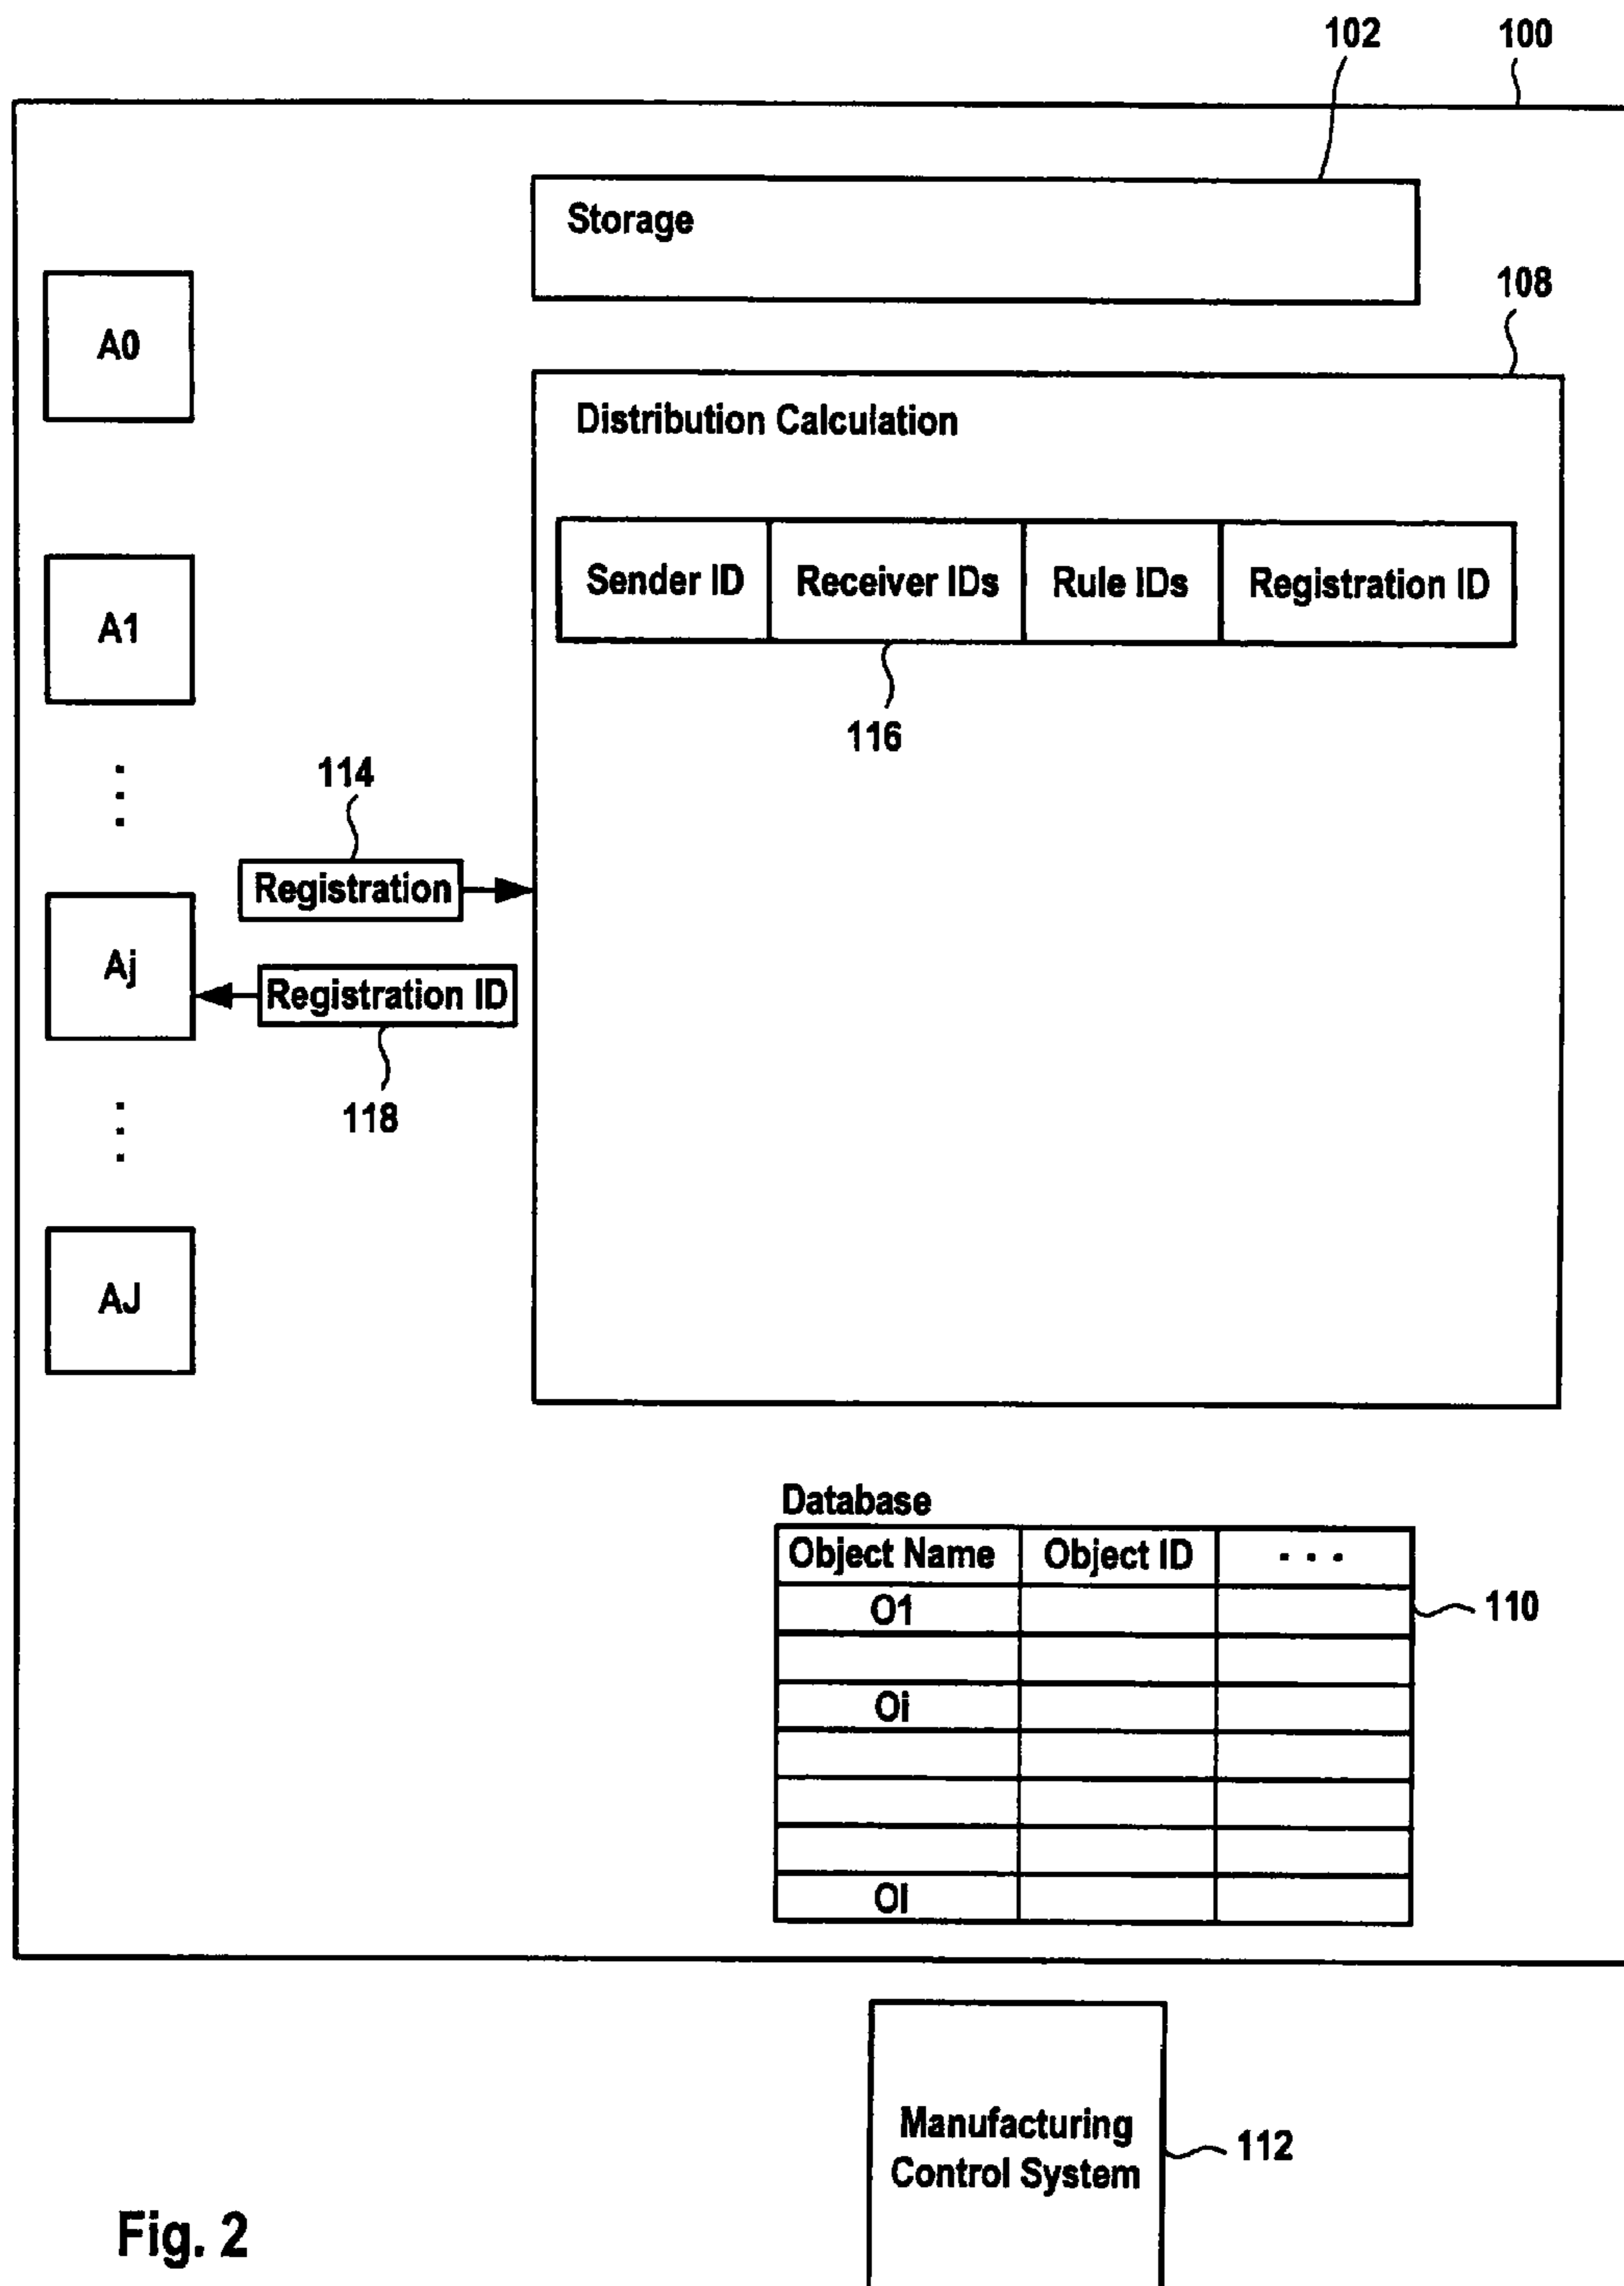 102 100
Storage
108
A0
Distribution Calculation
Sender ID Receiver IDs Rule IDs Registration ID
A1
116
114
Registration
Aj
Registration ID
118
AJ
Database
Object Name Object ID . . .
O1
110
Oi
OI
Manufacturing
Control System
112
Fig. 2